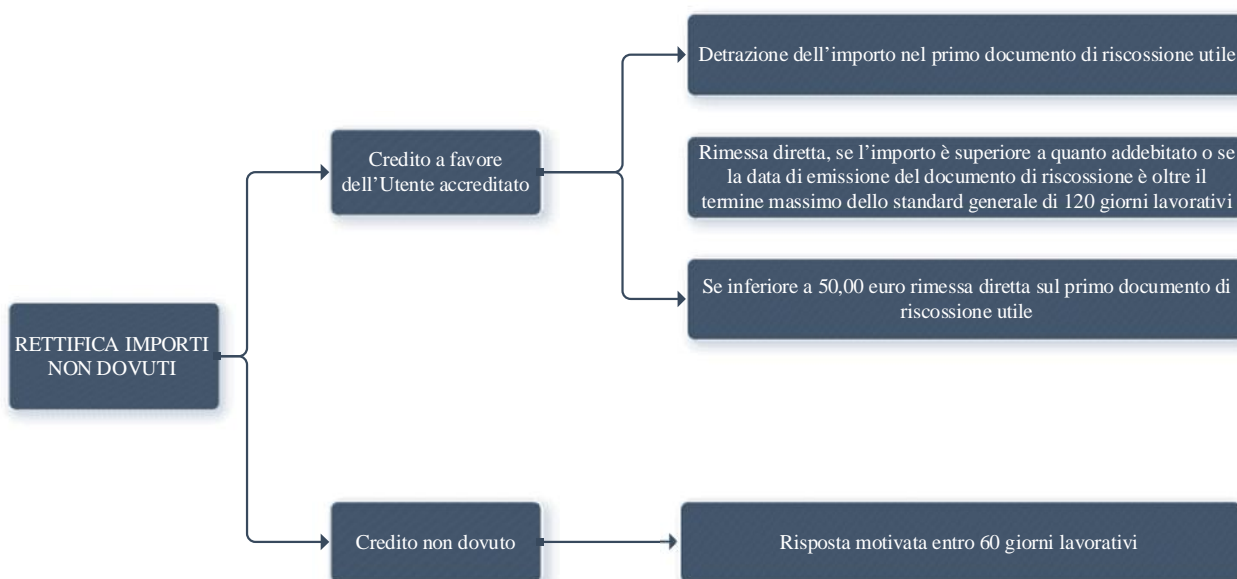 Detrazione dell’importo nel primo documento di riscossione utile
Credito a favore
dell’Utente accreditato
Rimessa diretta, se l’importo è superiore a quanto addebitato o se
la data di emissione del documento di riscossione è oltre il
termine massimo dello standard generale di 120 giorni lavorativi
Se inferiore a 50,00 euro rimessa diretta sul primo documento di
riscossione utile
RETTIFICA IMPORTI
NON DOVUTI
Credito non dovuto
Risposta motivata entro 60 giorni lavorativi